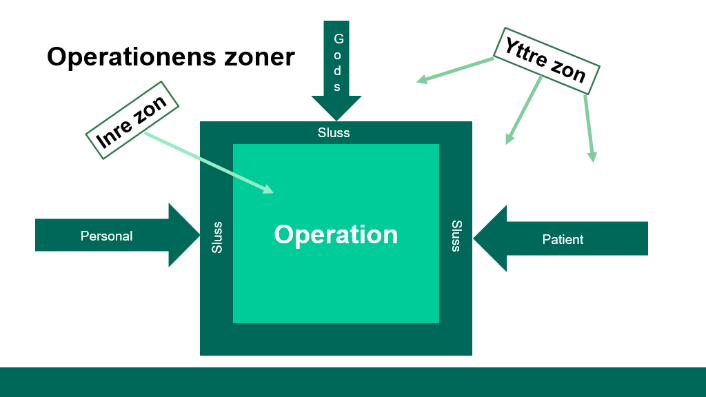 Operationens zoner
Gods
Yttre zon
Inre zon
Sluss
Sluss
Operation
Sluss
Personal
Patient